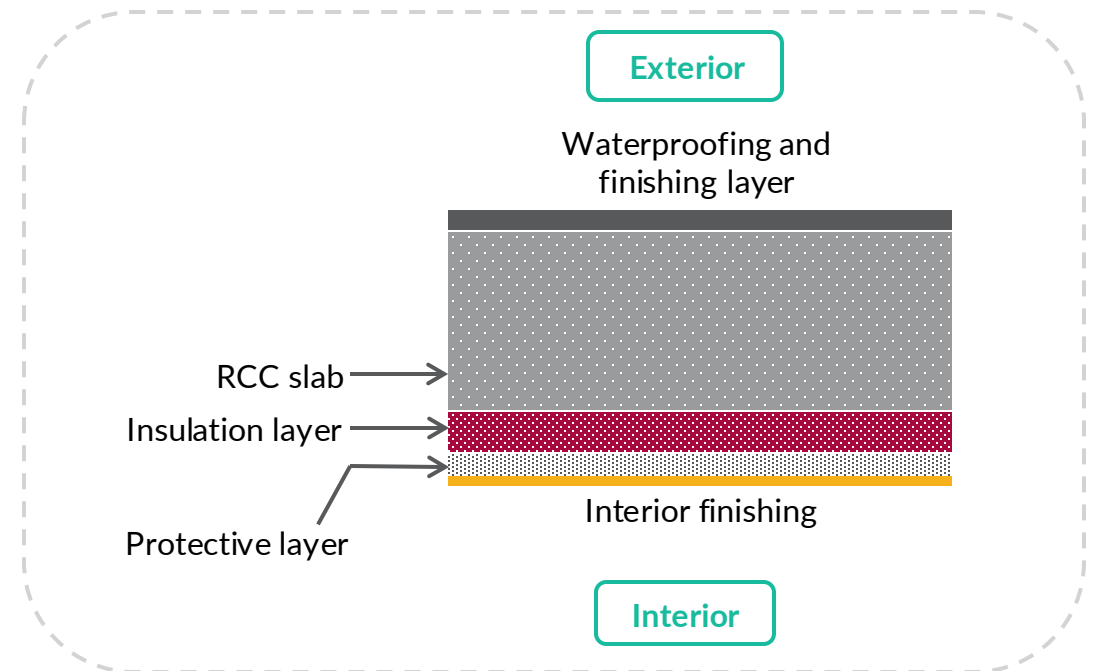 Exterior
Waterproofing and
finishing layer
RCC slab
Insulation layer
Protective layer
Interior finishing
Interior